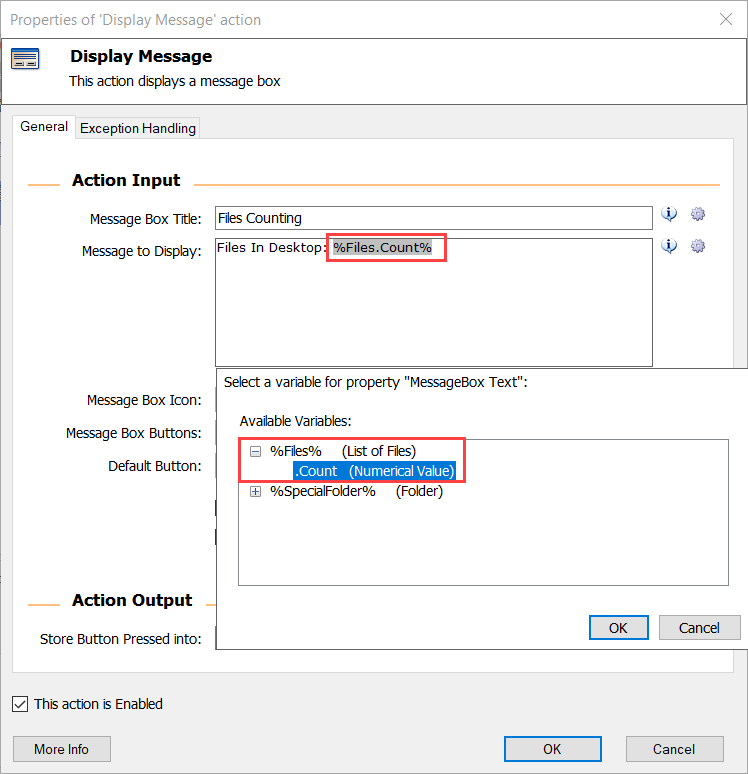 Properties of 'Display Message' action
Display Message
This action displays a message box
General
Exception Handling
Action Input
Message Box Title:
Files Counting
Message to Display:
Files In Desktop: %Files.Count%
Select a variable for property "MessageBox Text":
Message Box Icon:
Available Variables:
Message Box Buttons:
%Files% (List of Files)
Default Button:
.Count (Numerical Value)
%SpecialFolder% (Folder)
Action Output
Store Button Pressed into:
OK
Cancel
This action is Enabled
More Info
OK
Cancel